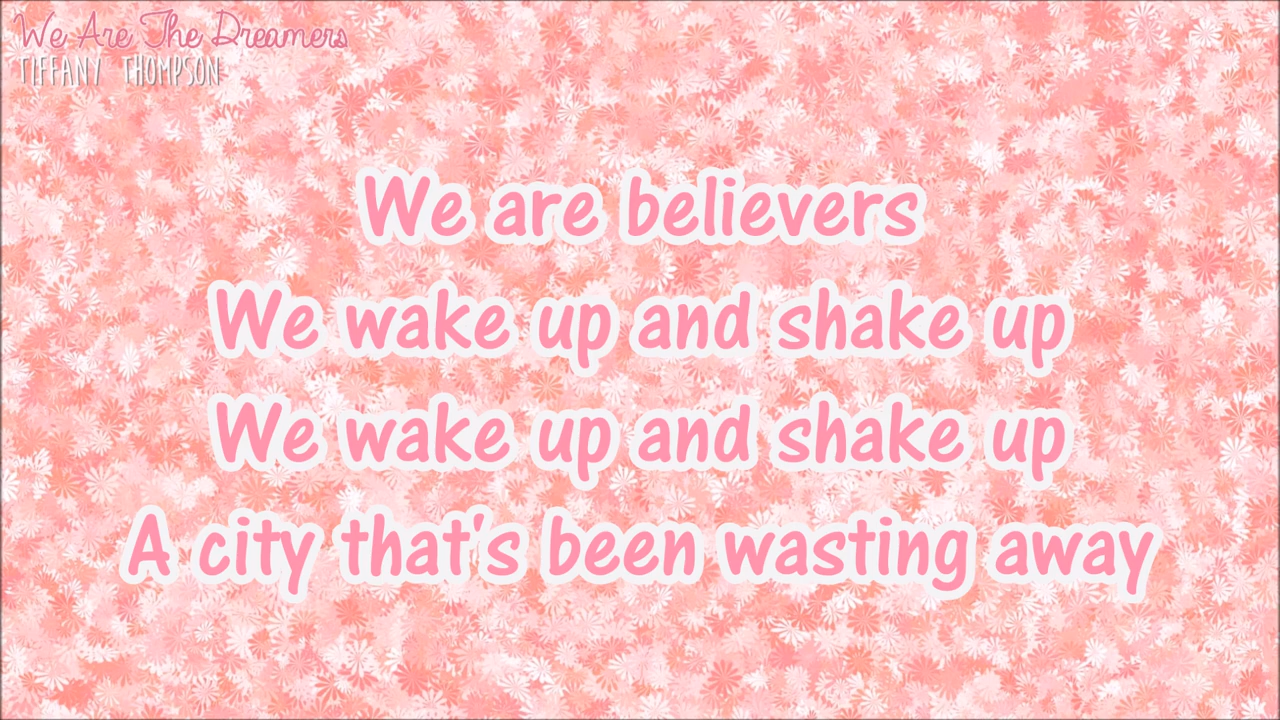 We Are The Dreamers
TIFFANY THOMPSON
We are believers
We wake up and shake up
We wake up and shake up
A city that's been wasting away